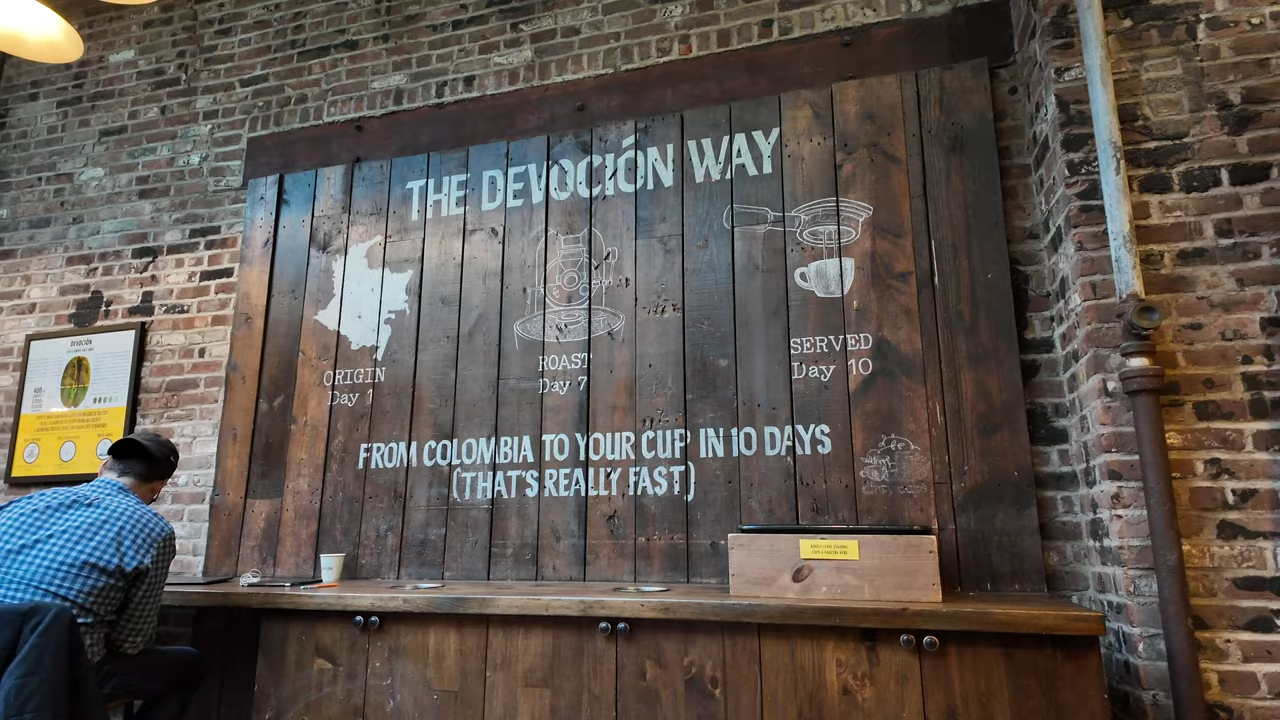 THE DEVOCIÓN WAY
ORIGIN
Day 1
ROAST
Day 7
SERVED
Day 10
FROM COLOMBIA TO YOUR CUP IN 10 DAYS
(THAT'S REALLY FAST)
DEVOCIÓN